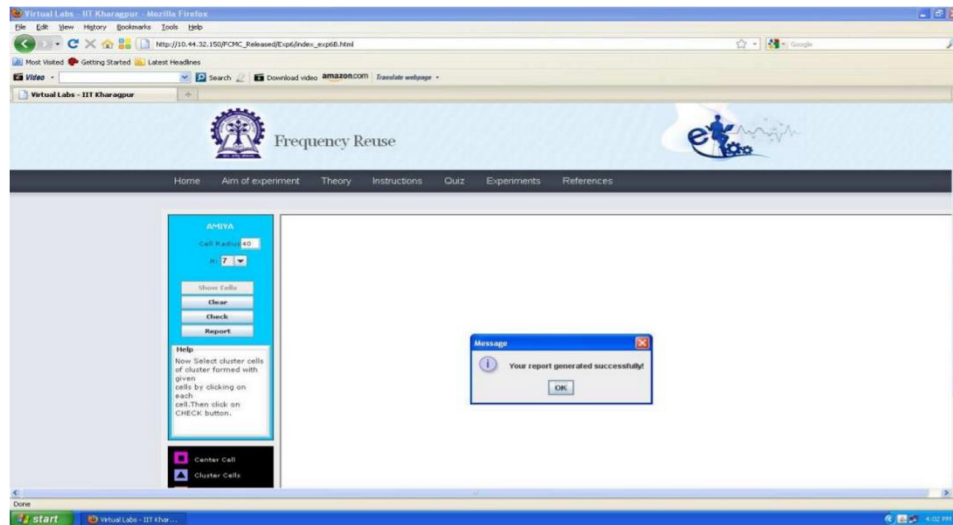 Virtual Labs - IIT Kharagpur - Mozilla Firefox
File Edit View History Bookmarks Tools Help
http://10.44.32.150/FCMC_Released/Exp6/index_exp6B.html
Google
Most Visited Getting Started Latest Headlines
Video Search Download video amazon.com Translate webpage
Virtual Labs - IIT Kharagpur
Frequency Reuse
Home Aim of experiment Theory Instructions Quiz Experiments References
AMIYA
Cell Radius 40
7
Show Cells
Clear
Check
Report
Help
Now Select cluster cells
of cluster formed with
given
cells by clicking on
each
cell.Then click on
CHECK button.
Center Cell
Cluster Cells
Message
Your report generated successfully!
OK
Done
start Virtual Labs - IIT Khar... 4:02 PM